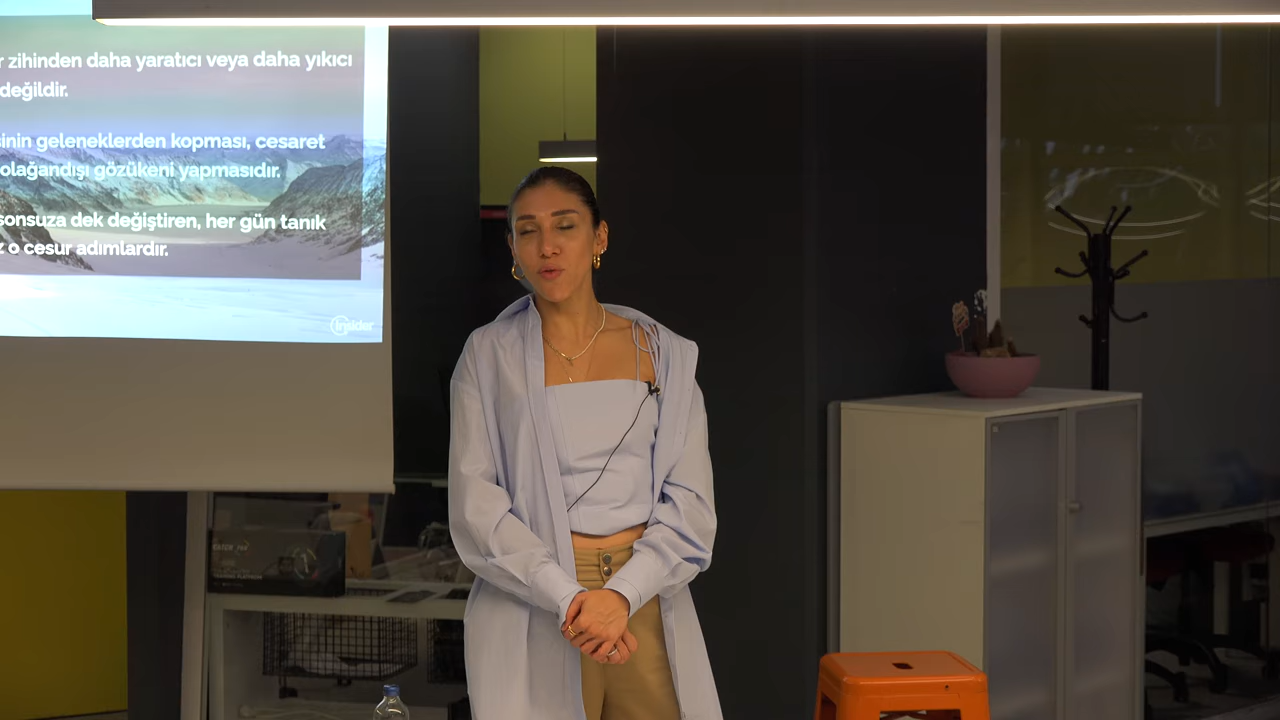 zihinden daha yaratıcı veya daha yıkıcı
değildir.
geleneklerden kopması, cesaret
olağandışı gözükeni yapmasıdır.
sonsuza dek değiştiren, her gün tanık
o cesur adımlardır.
insider